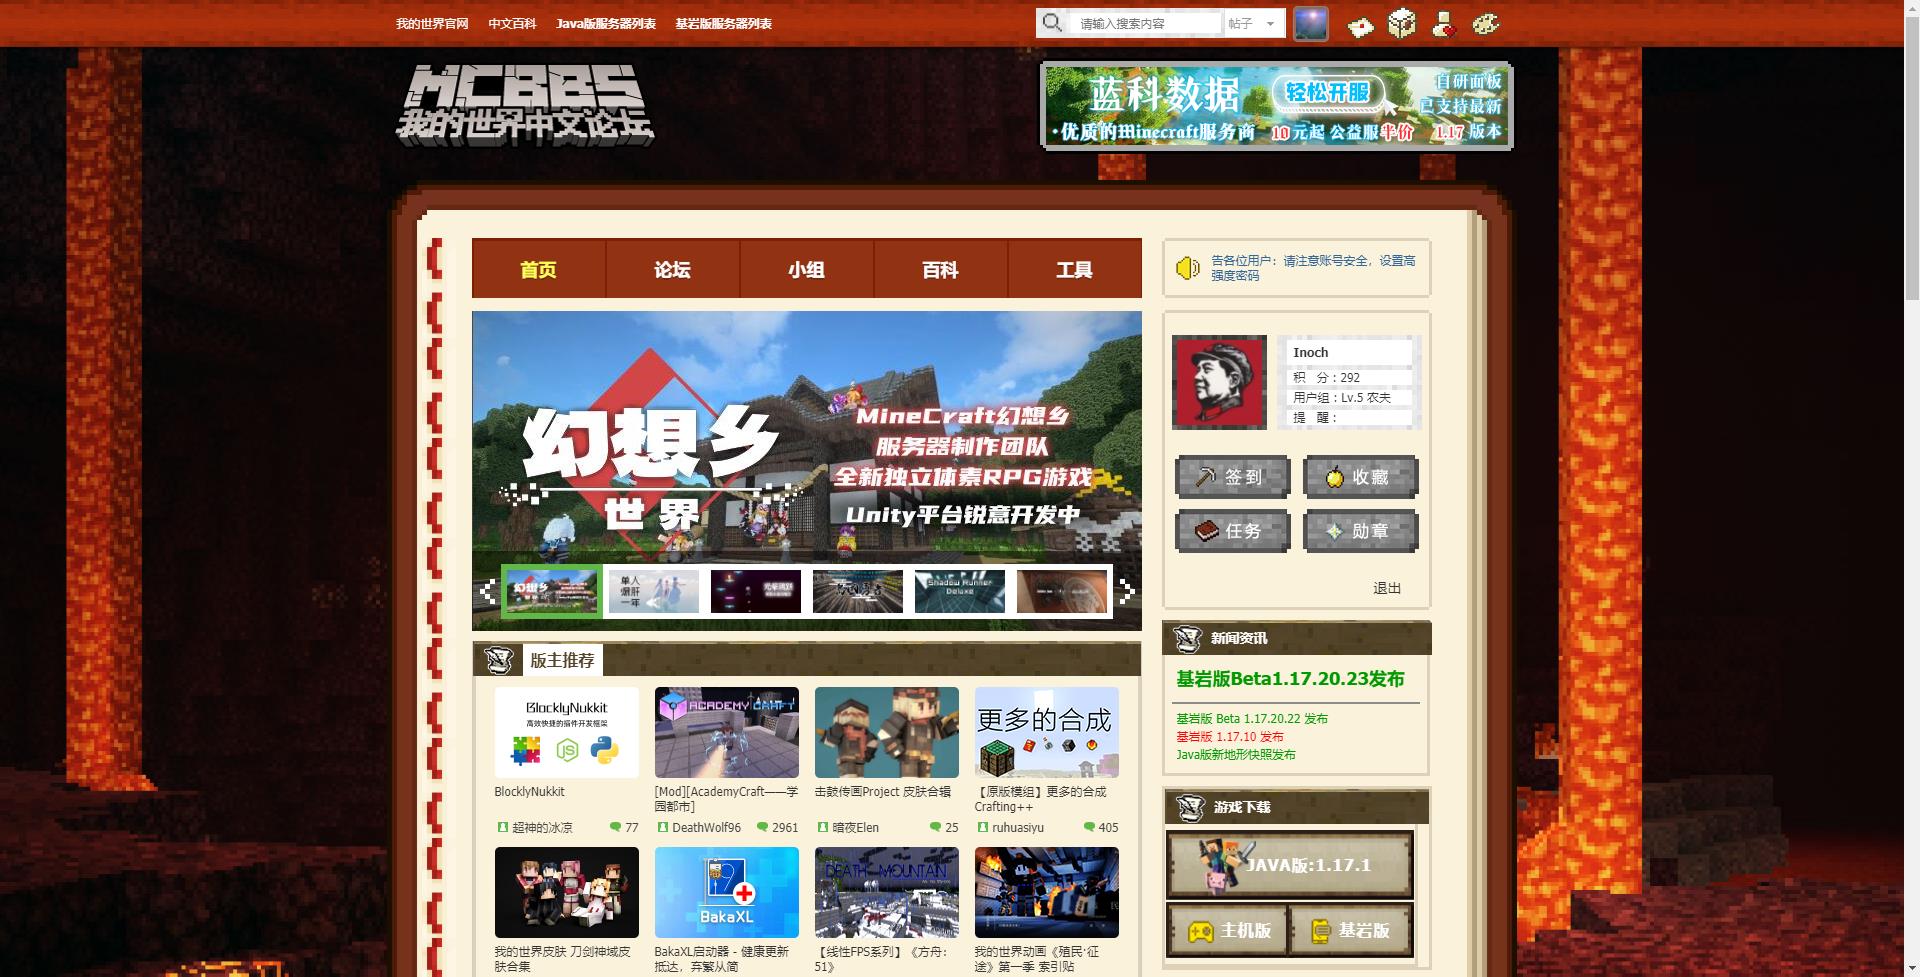 我的世界官网 中文百科 Java版服务器列表 基岩版服务器列表
请输入搜索内容 帖子
MCBBS
我的世界中文论坛
蓝科数据 轻松开服 自研面板
已支持最新
·优质的Minecraft服务商 10元起 公益服半价 1.17版本
首页 论坛 小组 百科 工具
告各位用户：请注意账号安全，设置高
强度密码
幻想乡
世界
MineCraft幻想乡
服务器制作团队
全新独立体素RPG游戏
Unity平台锐意开发中
幻想乡
单人
爆肝
一年
Shadow Runner
Deluxe
Inoch
积 分：292
用户组：Lv.5 农夫
提 醒：
签到 收藏
任务 勋章
退出
新闻资讯
基岩版Beta1.17.20.23发布
基岩版 Beta 1.17.20.22 发布
基岩版 1.17.10 发布
Java版新地形快照发布
游戏下载
JAVA版:1.17.1
主机版 基岩版
版主推荐
BlocklyNukkit
高效快捷的插件开发框架
JS
ACADEMY CRAFT
更多的合成
BlocklyNukkit
[Mod][AcademyCraft——学
园都市]
击鼓传画Project 皮肤合辑
【原版模组】更多的合成
Crafting++
超神的冰凉 77
DeathWolf96 2961
暗夜Elen 25
ruhuasiyu 405
BakaXL
DEATH MOUNTAIN
我的世界皮肤 刀剑神域皮
肤合集
BakaXL启动器 - 健康更新
抵达，弃繁从简
【线性FPS系列】《方舟：
51》
我的世界动画《殖民·征
途》第一季 索引贴